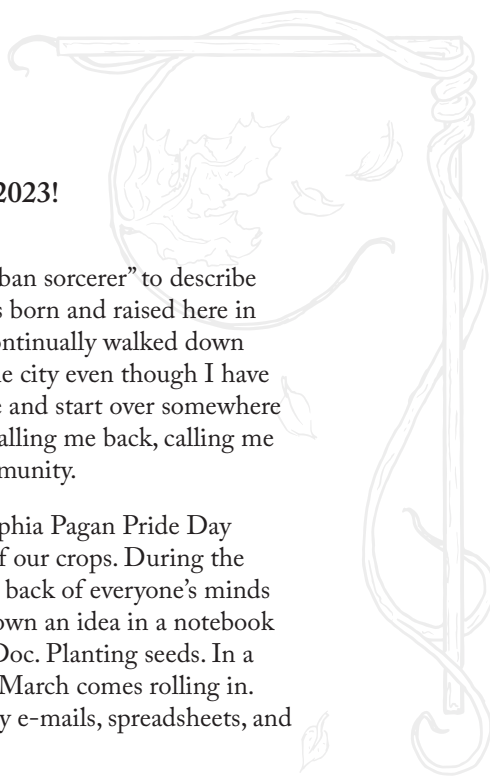 2023!
ban sorcerer” to describe
s born and raised here in
ontinually walked down
e city even though I have
e and start over somewhere
alling me back, calling me
munity.
phia Pagan Pride Day
f our crops. During the
back of everyone’s minds
own an idea in a notebook
Doc. Planting seeds. In a
March comes rolling in.
y e-mails, spreadsheets, and